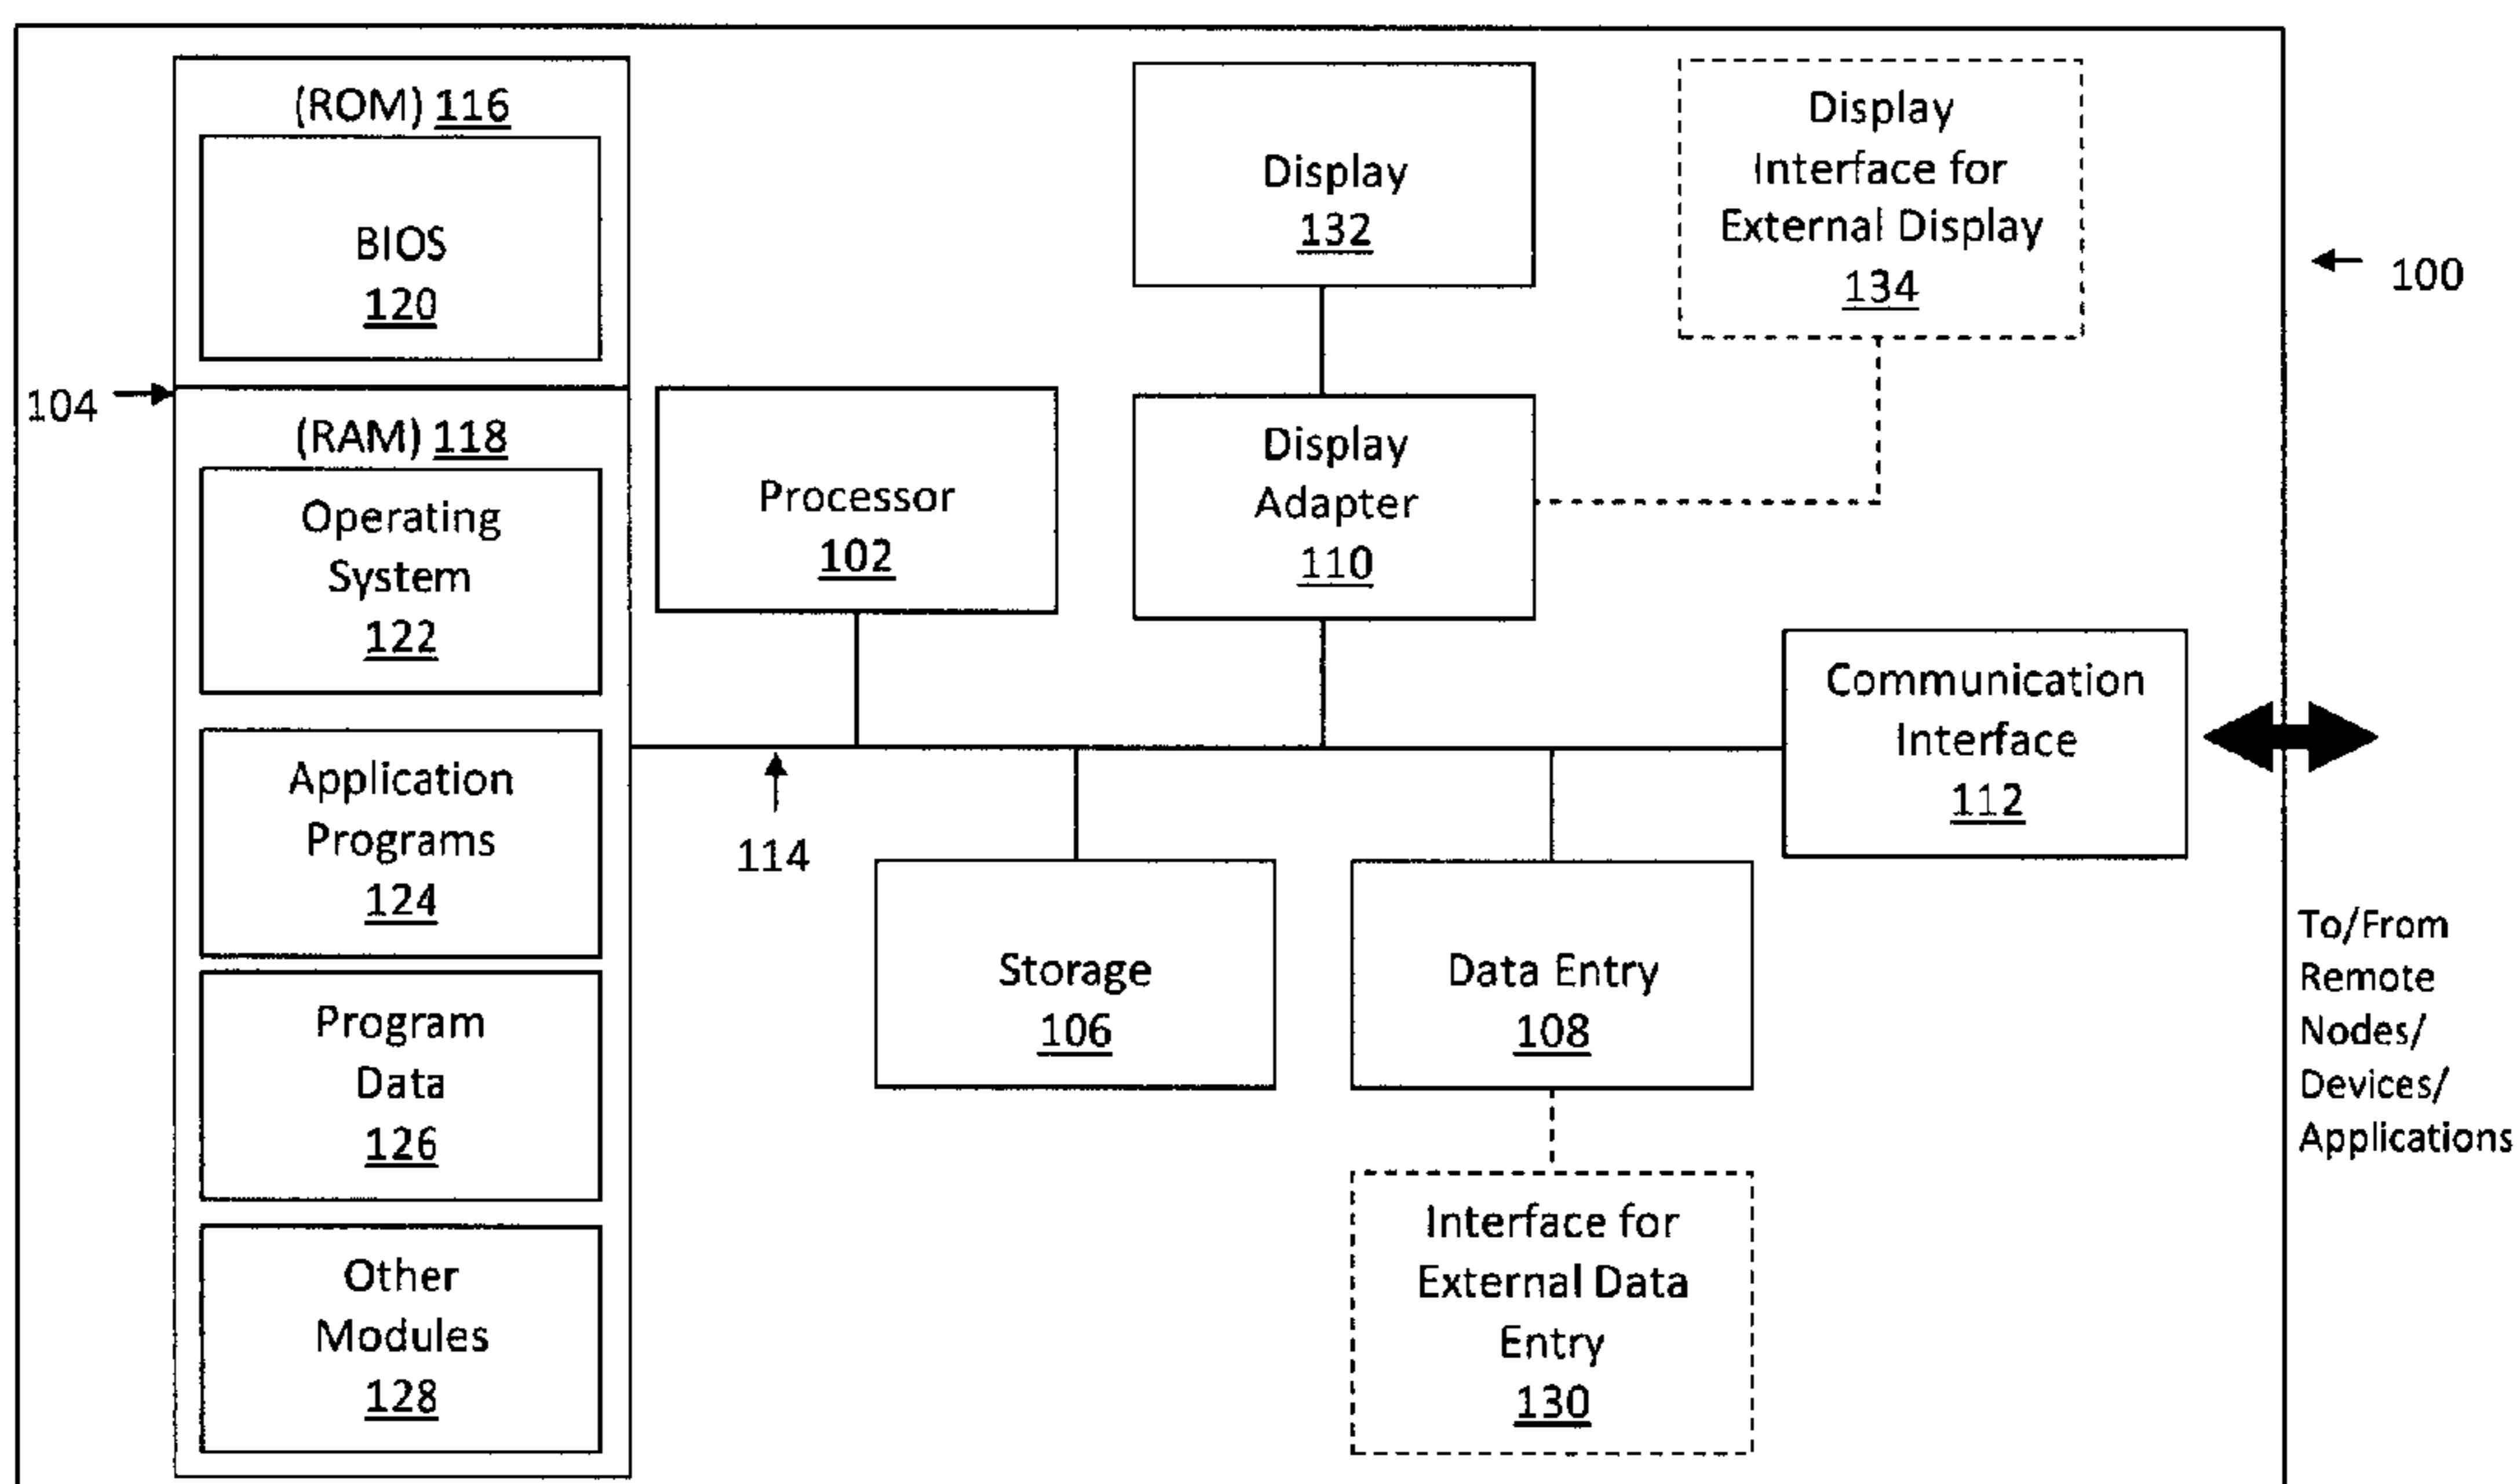 (ROM) 116
BIOS
120
104
(RAM) 118
Operating
System
122
Application
Programs
124
Program
Data
126
Other
Modules
128
Processor
102
114
Display
132
Display
Adapter
110
Display
Interface for
External Display
134
100
Communication
Interface
112
Storage
106
Data Entry
108
Interface for
External Data
Entry
130
To/From
Remote
Nodes/
Devices/
Applications